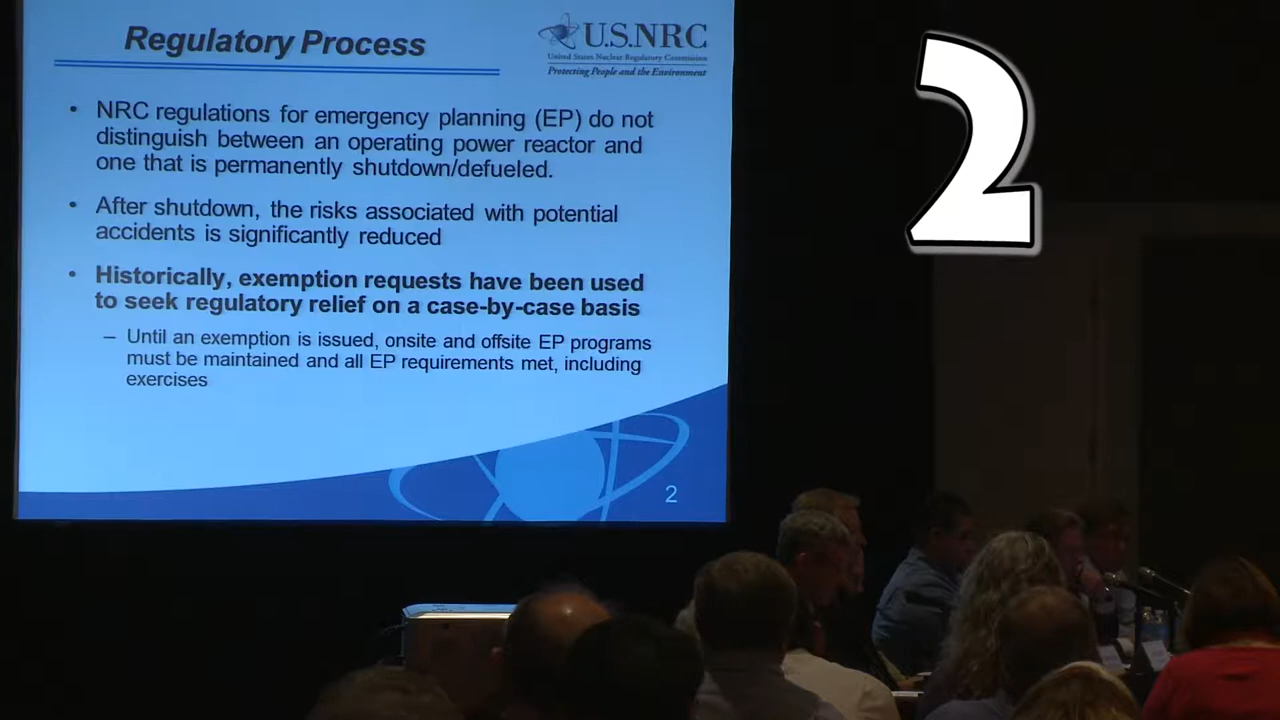 Regulatory Process
U.S.NRC
United States Nuclear Regulatory Commission
Protecting People and the Environment
• NRC regulations for emergency planning (EP) do not
distinguish between an operating power reactor and
one that is permanently shutdown/defueled.
• After shutdown, the risks associated with potential
accidents is significantly reduced
• Historically, exemption requests have been used
to seek regulatory relief on a case-by-case basis
– Until an exemption is issued, onsite and offsite EP programs
must be maintained and all EP requirements met, including
exercises
2
2